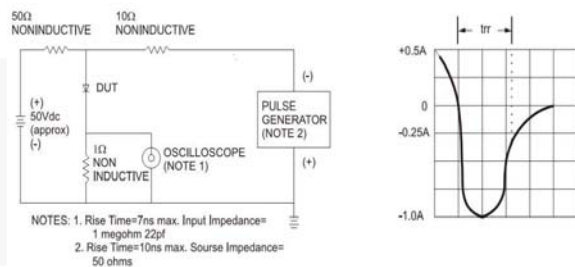 50Ω
NONINDUCTIVE
10Ω
NONINDUCTIVE
trr
+0.5A
DUT
(+)
50Vdc
(approx)
(-)
(-)
PULSE
GENERATOR
(NOTE 2)
(+)
0
-0.25A
1Ω
NON
INDUCTIVE
OSCILLOSCOPE
(NOTE 1)
-1.0A
NOTES: 1. Rise Time=7ns max. Input Impedance=
1 megohm 22pf
2. Rise Time=10ns max. Sourse Impedance=
50 ohms